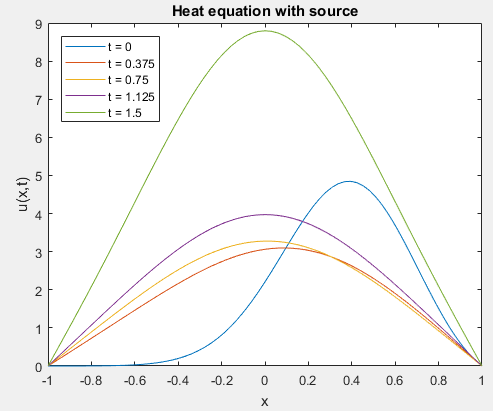 Heat equation with source
9
8
7
6
5
4
3
2
1
0
u(x,t)
t = 0
t = 0.375
t = 0.75
t = 1.125
t = 1.5
-1 -0.8 -0.6 -0.4 -0.2 0 0.2 0.4 0.6 0.8 1
x